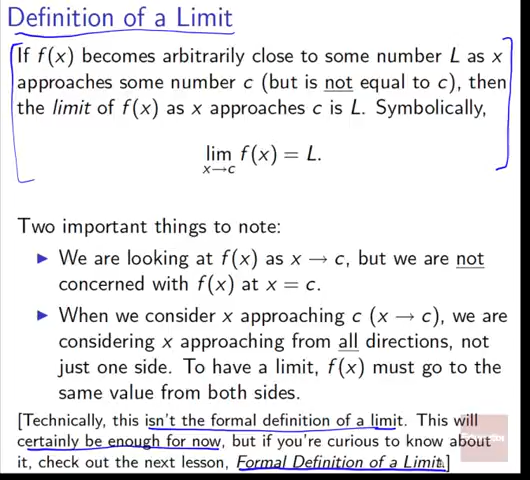 Definition of a Limit
If f(x) becomes arbitrarily close to some number L as x
approaches some number c (but is not equal to c), then
the limit of f(x) as x approaches c is L. Symbolically,
lim f(x) = L.
x→c
Two important things to note:
▶ We are looking at f(x) as x → c, but we are not
concerned with f(x) at x = c.
▶ When we consider x approaching c (x → c), we are
considering x approaching from all directions, not
just one side. To have a limit, f(x) must go to the
same value from both sides.
[Technically, this isn't the formal definition of a limit. This will
certainly be enough for now, but if you're curious to know about
it, check out the next lesson, Formal Definition of a Limit.]